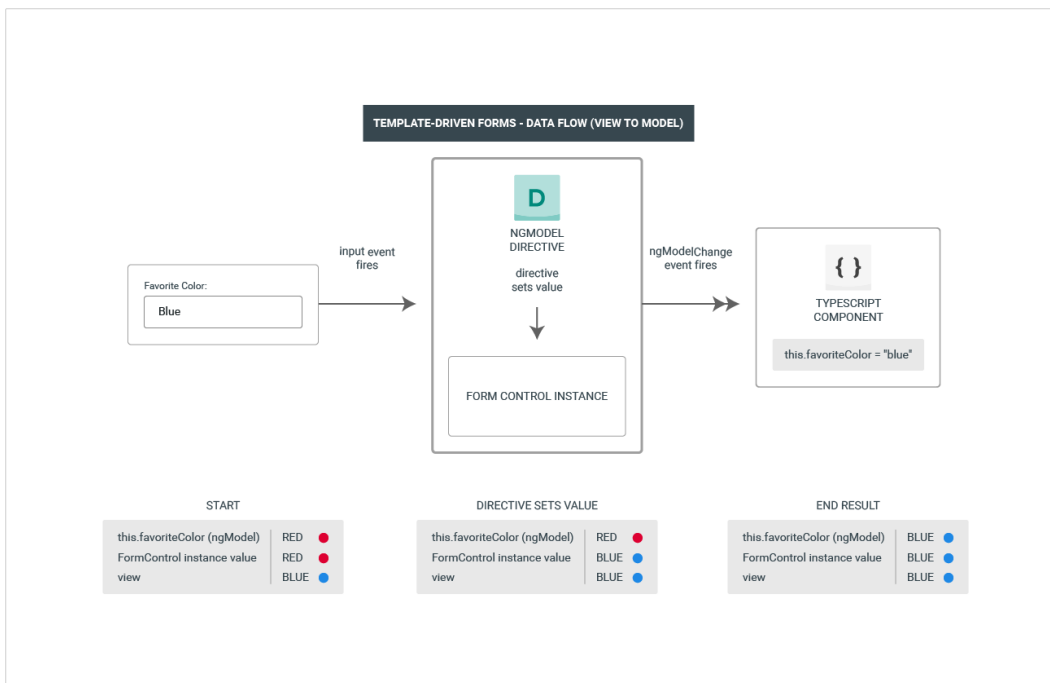 TEMPLATE-DRIVEN FORMS - DATA FLOW (VIEW TO MODEL)
Favorite Color:
Blue
input event
fires
D
NGMODEL
DIRECTIVE
directive
sets value
FORM CONTROL INSTANCE
ngModelChange
event fires
{ }
TYPESCRIPT
COMPONENT
this.favoriteColor = "blue"
START
this.favoriteColor (ngModel) RED
FormControl instance value RED
view BLUE
DIRECTIVE SETS VALUE
this.favoriteColor (ngModel) RED
FormControl instance value BLUE
view BLUE
END RESULT
this.favoriteColor (ngModel) BLUE
FormControl instance value BLUE
view BLUE